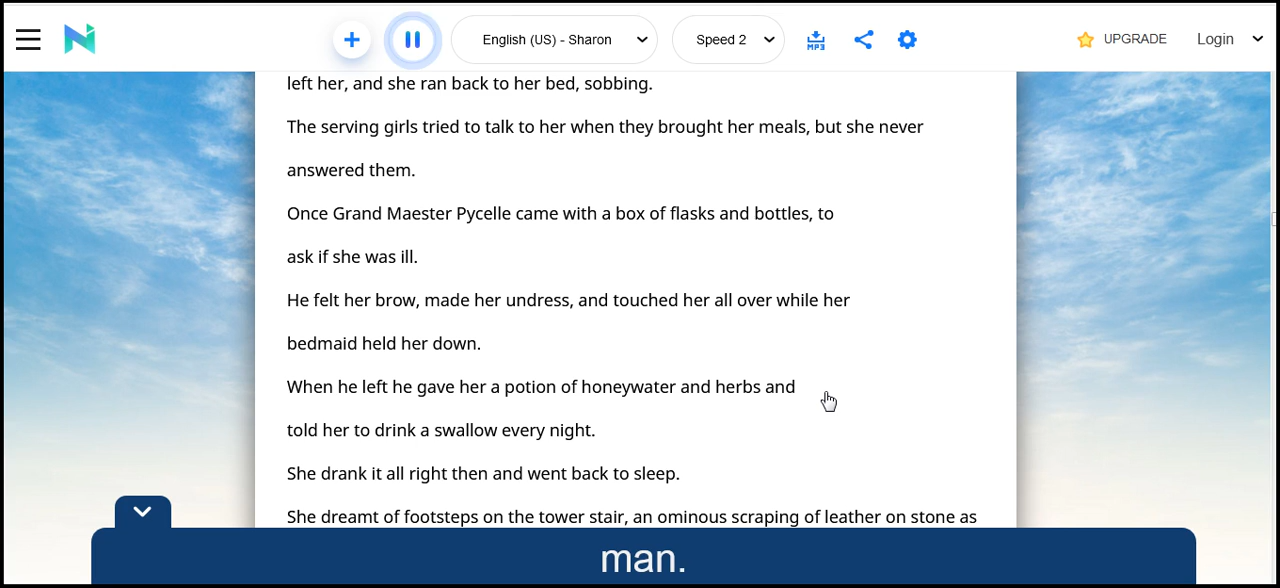 English (US) - Sharon
Speed 2
MP3
UPGRADE
Login
left her, and she ran back to her bed, sobbing.
The serving girls tried to talk to her when they brought her meals, but she never
answered them.
Once Grand Maester Pycelle came with a box of flasks and bottles, to
ask if she was ill.
He felt her brow, made her undress, and touched her all over while her
bedmaid held her down.
When he left he gave her a potion of honeywater and herbs and
told her to drink a swallow every night.
She drank it all right then and went back to sleep.
She dreamt of footsteps on the tower stair, an ominous scraping of leather on stone as
man.